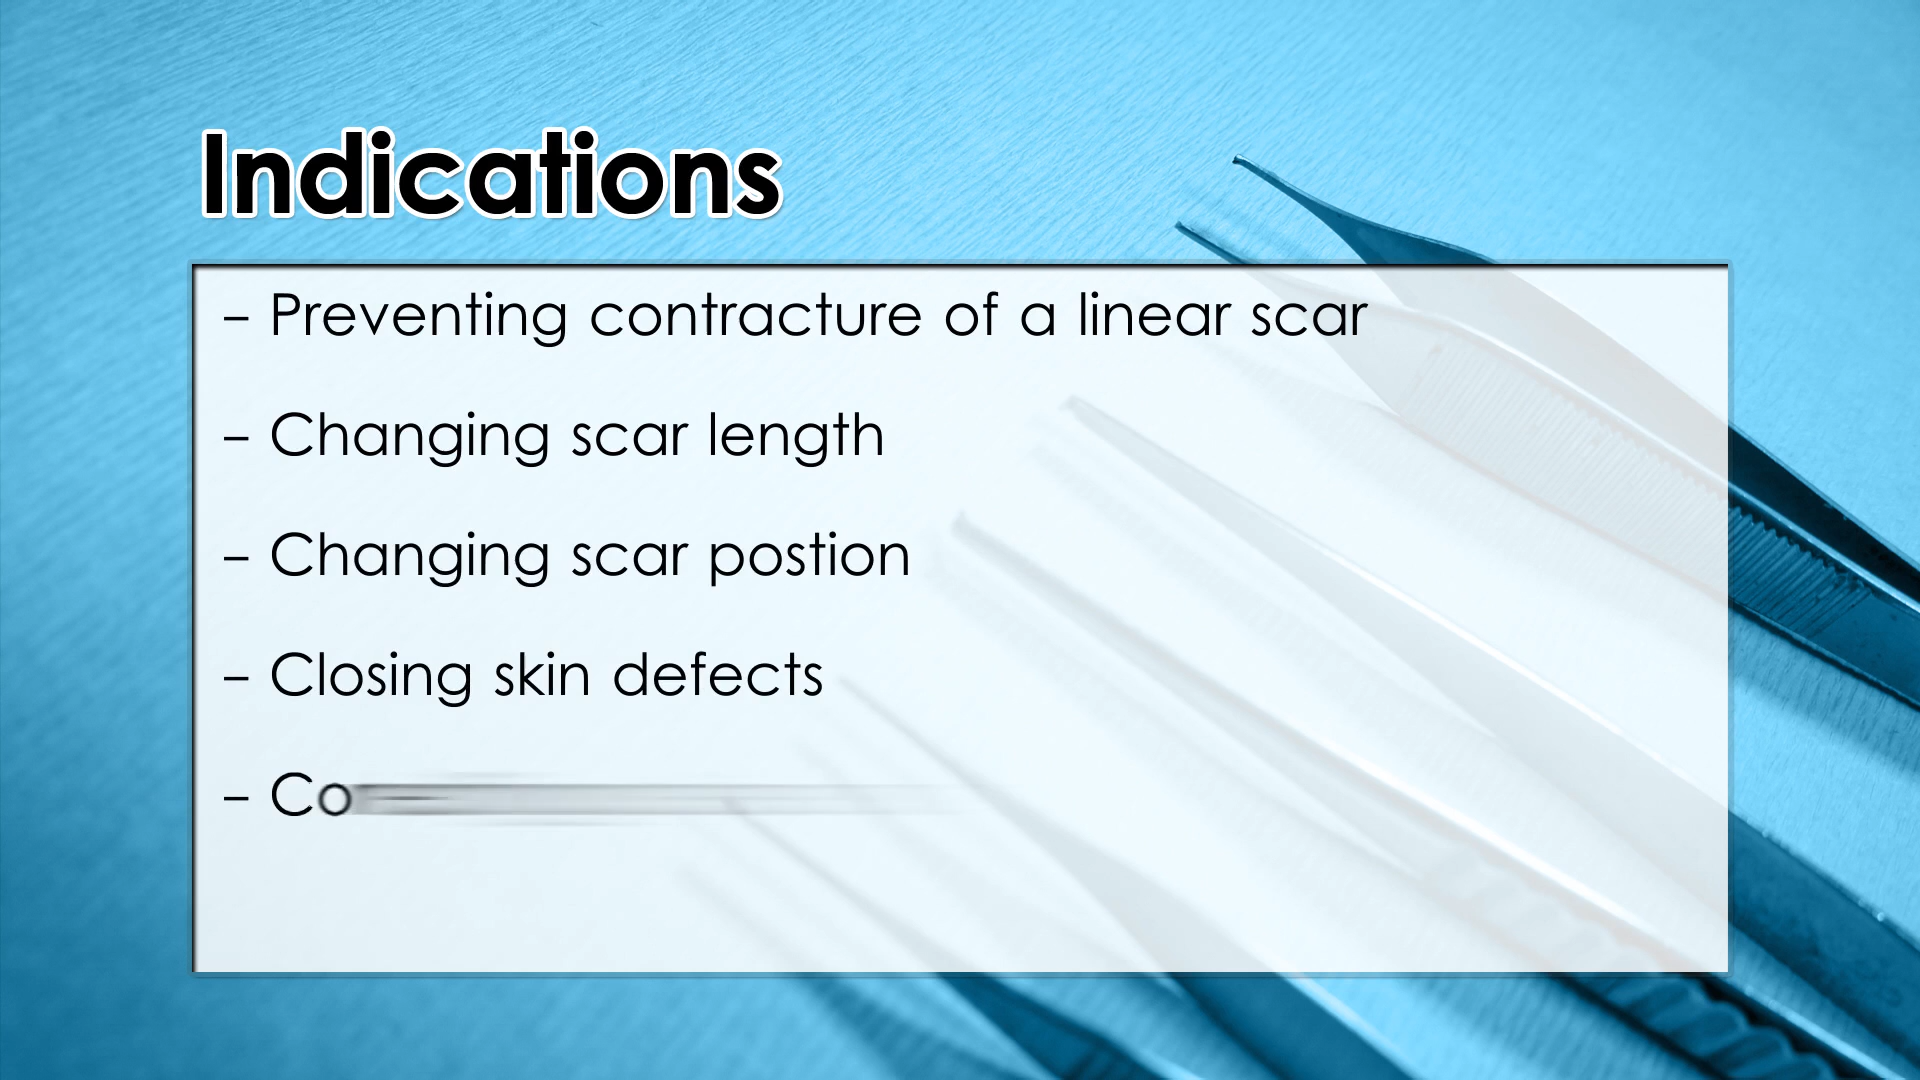 Indications
– Preventing contracture of a linear scar
– Changing scar length
– Changing scar postion
– Closing skin defects
– Co